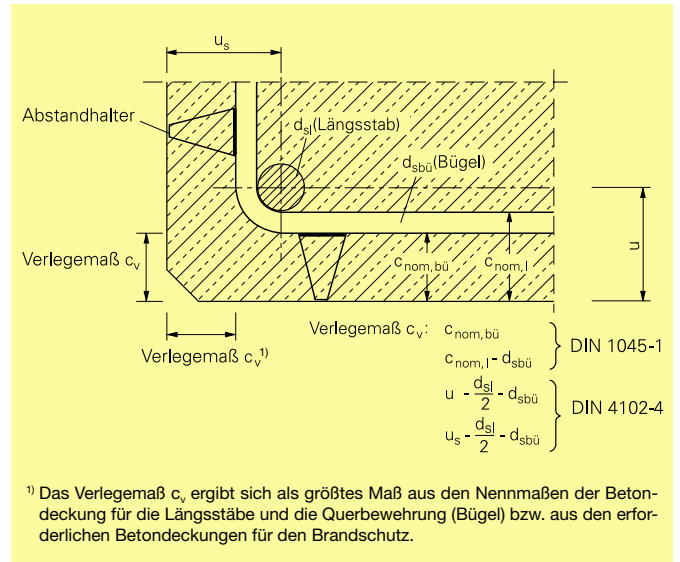 u_s
Abstandhalter
d_sl (Längsstab)
d_sbü (Bügel)
u
Verlegemaß c_v
c_nom,bü
c_nom,l
Verlegemaß c_v ¹⁾
Verlegemaß c_v: c_nom,bü
c_nom,l - d_sbü
DIN 1045-1
u - d_sl/2 - d_sbü
u_s - d_sl/2 - d_sbü
DIN 4102-4
¹⁾ Das Verlegemaß c_v ergibt sich als größtes Maß aus den Nennmaßen der Beton-
deckung für die Längsstäbe und die Querbewehrung (Bügel) bzw. aus den erfor-
derlichen Betondeckungen für den Brandschutz.